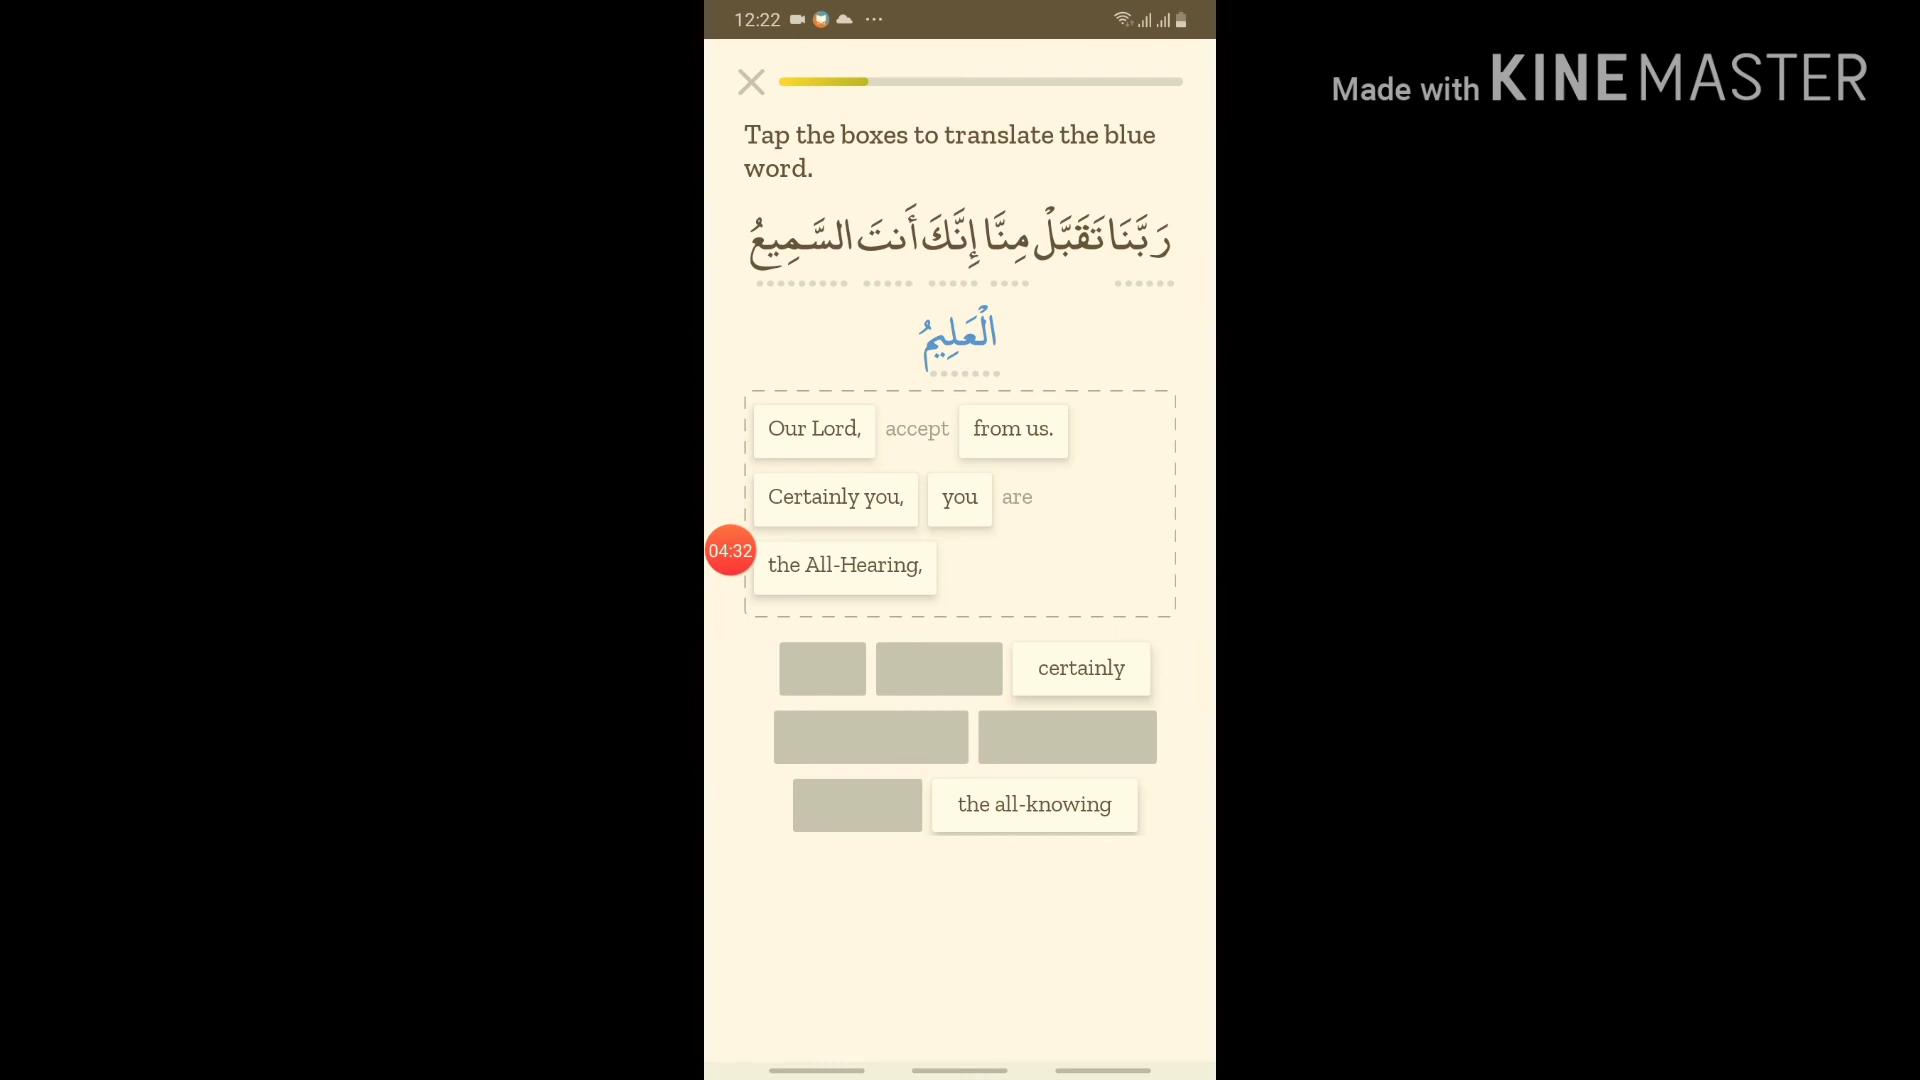 12:22
Made with KINEMASTER
Tap the boxes to translate the blue
word.
رَبَّنَا تَقَبَّلْ مِنَّا إِنَّكَ أَنتَ السَّمِيعُ
الْعَلِيمُ
Our Lord, accept from us.
Certainly you, you are
04:32
the All-Hearing,
certainly
the all-knowing